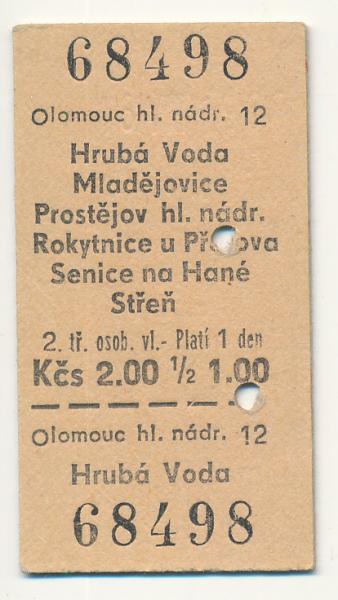 68498
Olomouc hl. nádr. 12
Hrubá Voda
Mladějovice
Prostějov hl. nádr.
Rokytnice u Přerova
Senice na Hané
Střeň
2. tř. osob. vl.- Platí 1 den
Kčs 2.00 ½ 1.00
Olomouc hl. nádr. 12
Hrubá Voda
68498